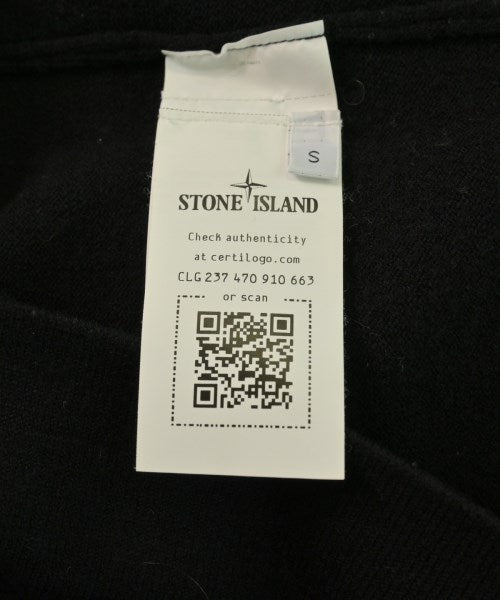 S
STONE ISLAND
Check authenticity
at certilogo.com
CLG 237 470 910 663
or scan